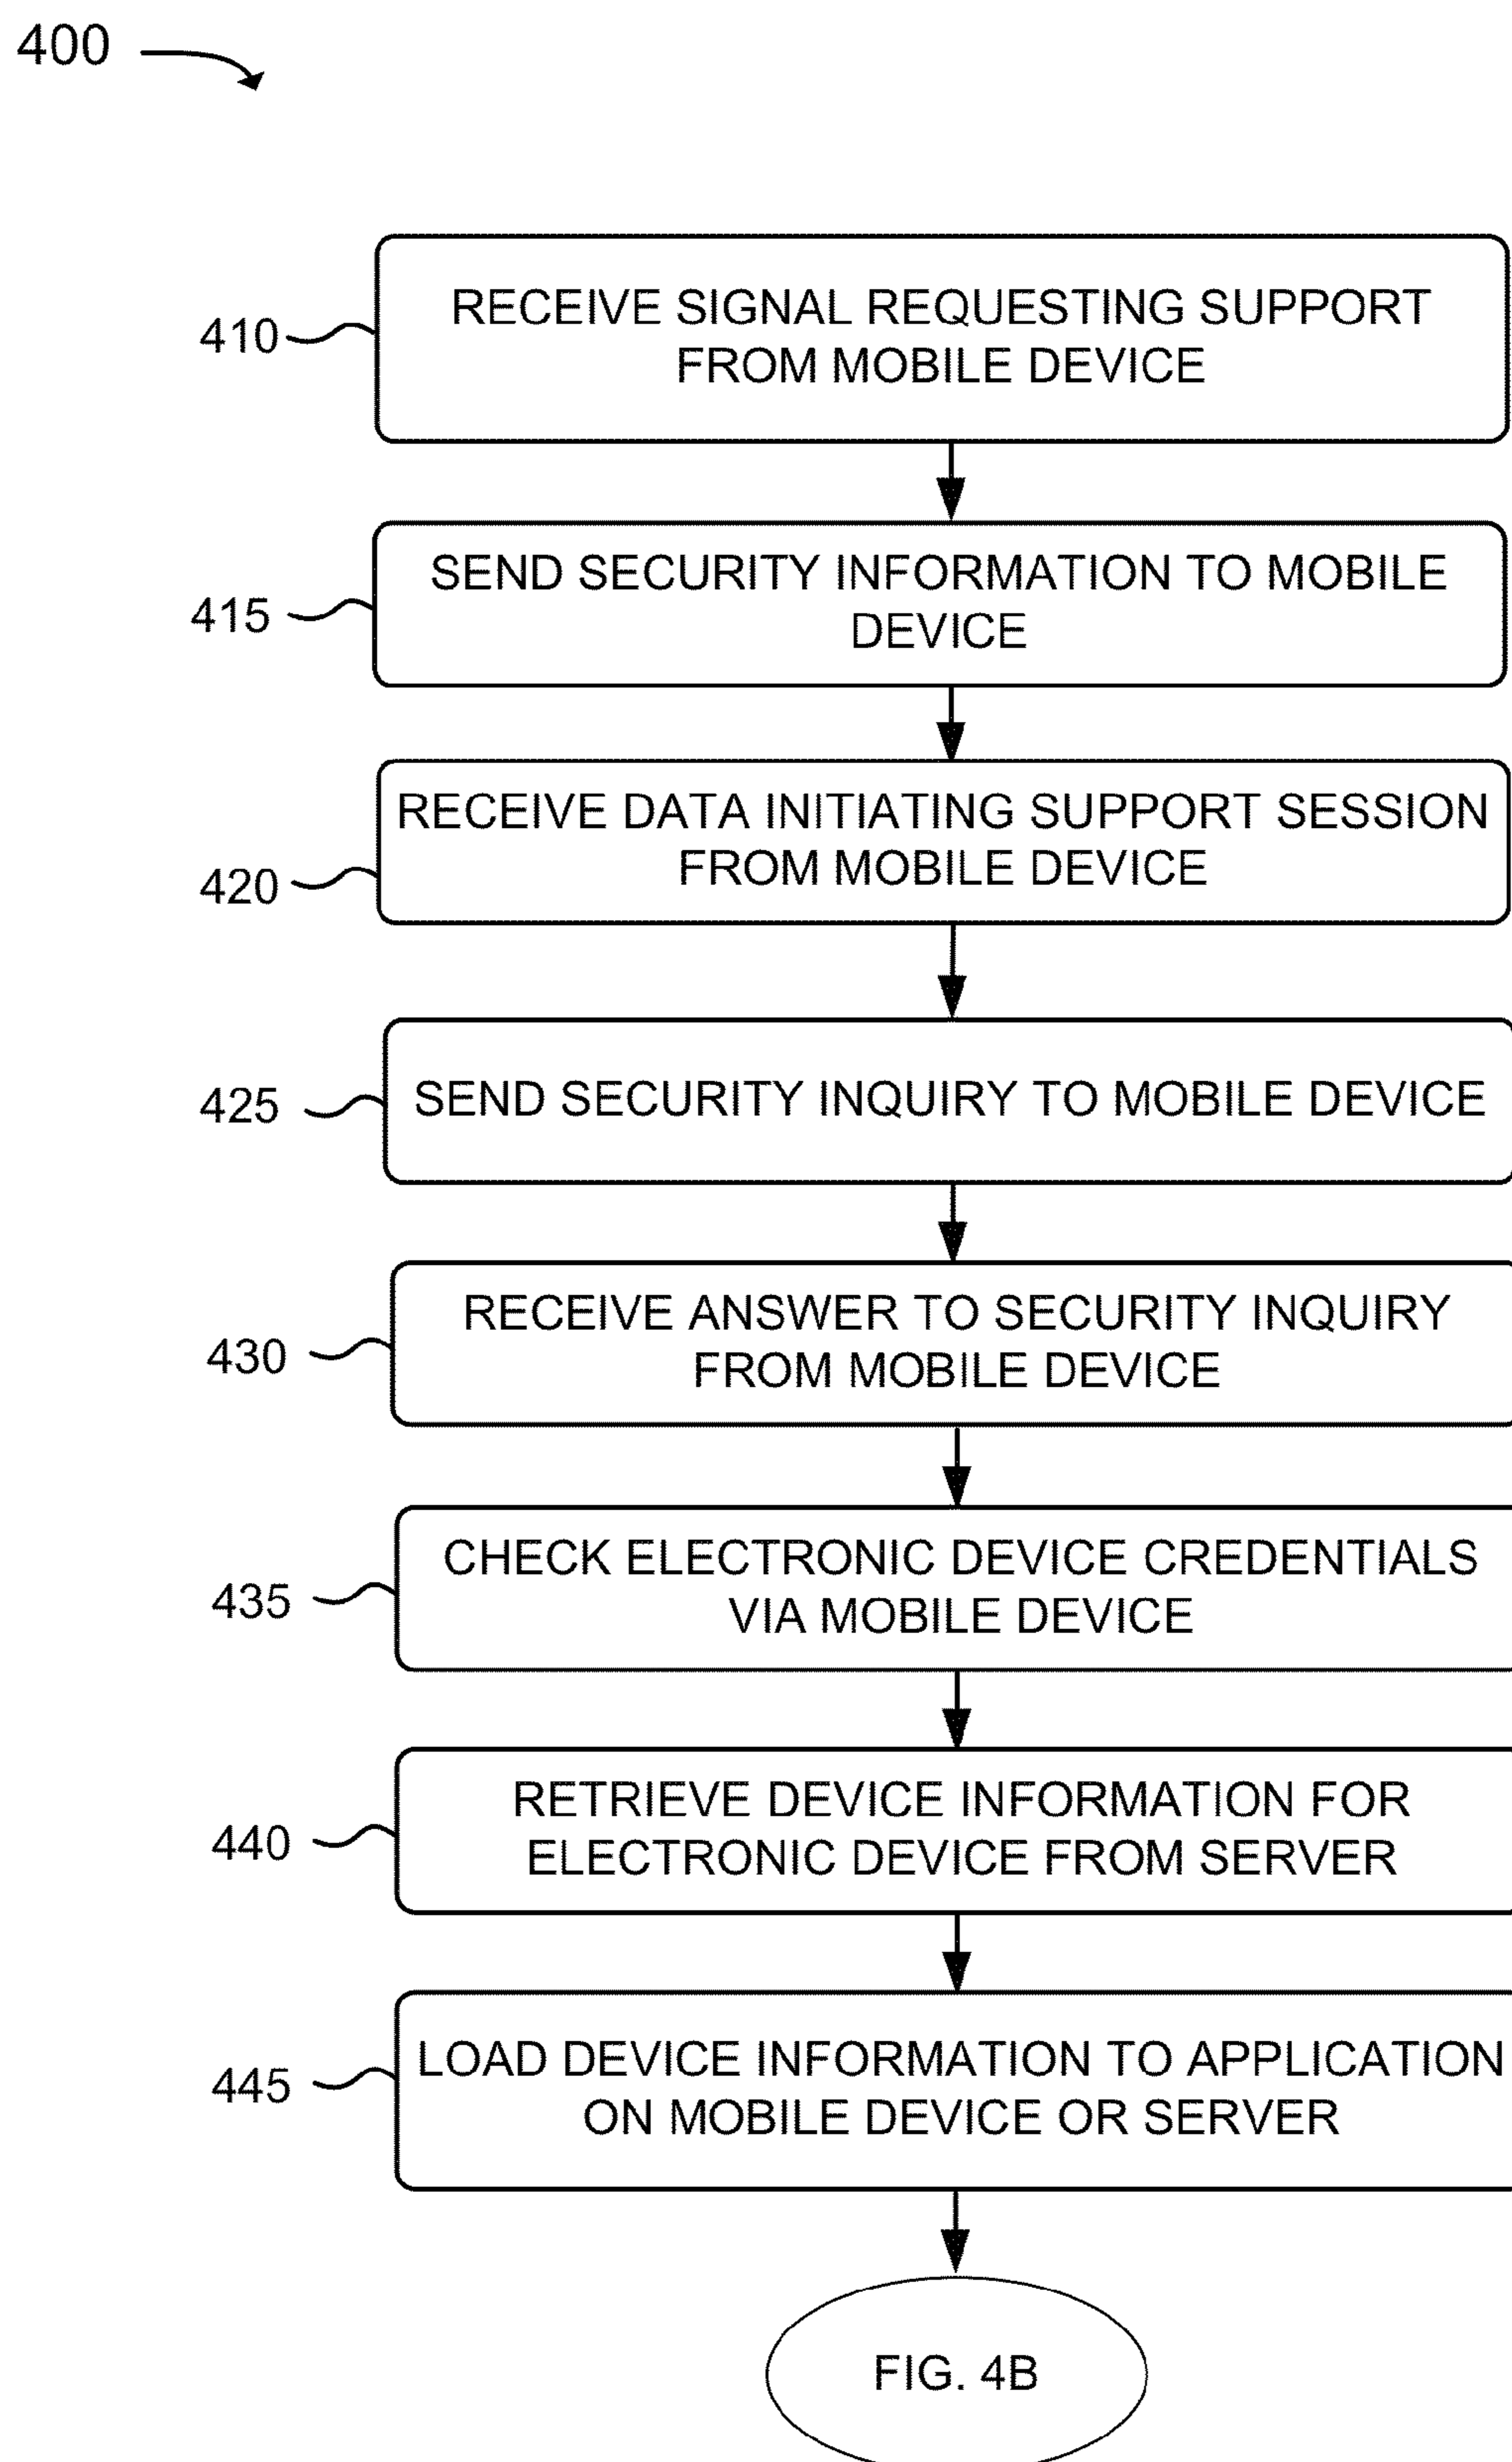 400
410
RECEIVE SIGNAL REQUESTING SUPPORT
FROM MOBILE DEVICE
415
SEND SECURITY INFORMATION TO MOBILE
DEVICE
420
RECEIVE DATA INITIATING SUPPORT SESSION
FROM MOBILE DEVICE
425
SEND SECURITY INQUIRY TO MOBILE DEVICE
430
RECEIVE ANSWER TO SECURITY INQUIRY
FROM MOBILE DEVICE
435
CHECK ELECTRONIC DEVICE CREDENTIALS
VIA MOBILE DEVICE
440
RETRIEVE DEVICE INFORMATION FOR
ELECTRONIC DEVICE FROM SERVER
445
LOAD DEVICE INFORMATION TO APPLICATION
ON MOBILE DEVICE OR SERVER
FIG. 4B